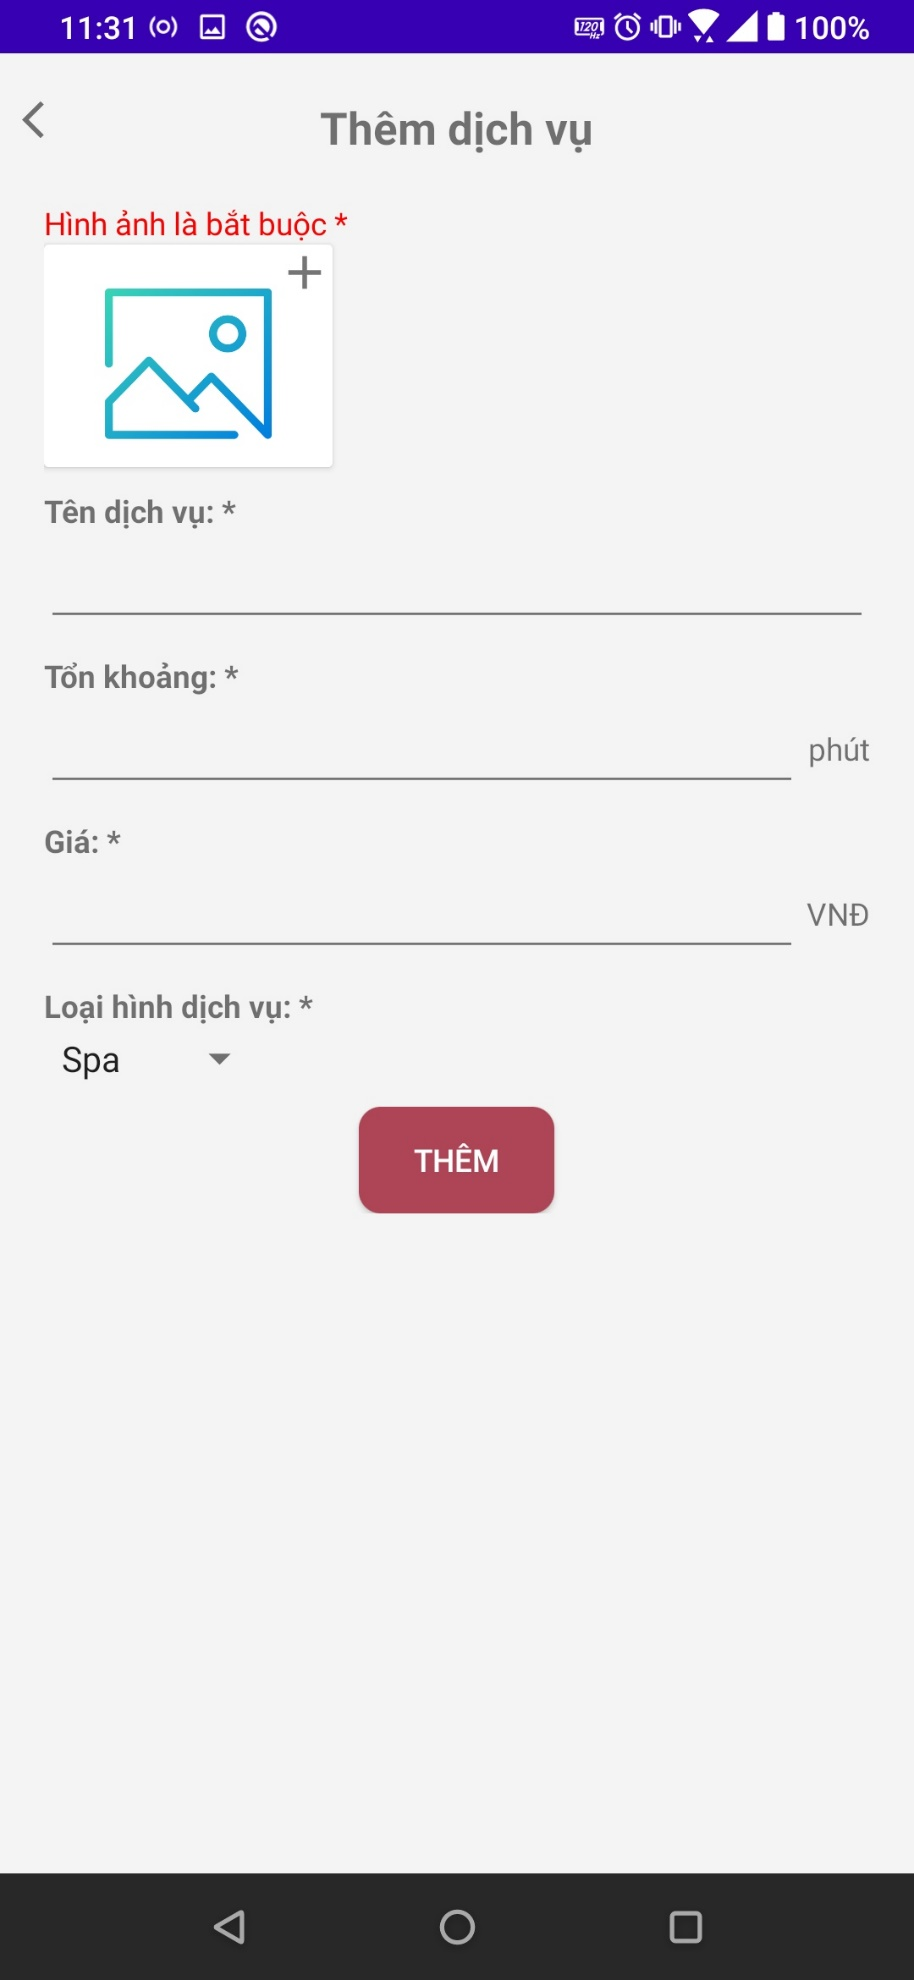 11:31 100%
Thêm dịch vụ
Hình ảnh là bắt buộc *
Tên dịch vụ: *
Tổn khoảng: *
phút
Giá: *
VNĐ
Loại hình dịch vụ: *
Spa
THÊM